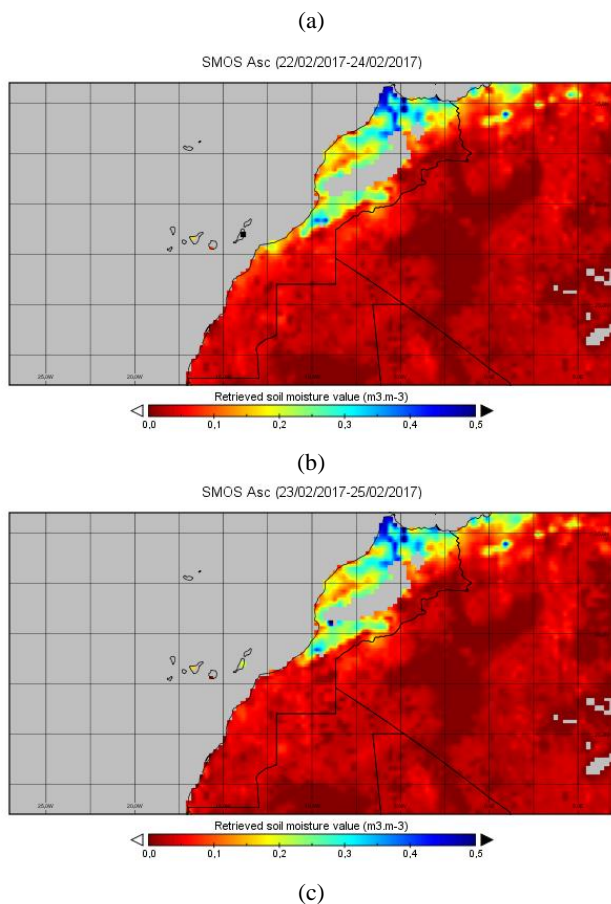 (a)
SMOS Asc (22/02/2017-24/02/2017)
25.0W 20.0W
Retrieved soil moisture value (m3.m-3)
0,0 0,1 0,2 0,3 0,4 0,5
(b)
SMOS Asc (23/02/2017-25/02/2017)
25.0W 20.0W
Retrieved soil moisture value (m3.m-3)
0,0 0,1 0,2 0,3 0,4 0,5
(c)